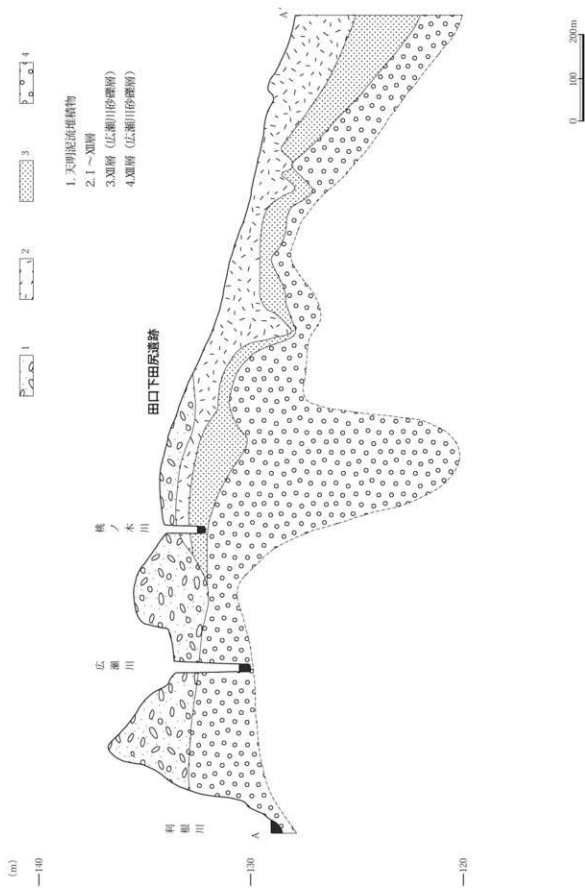 (m)
140
130
120
1
2
3
4
1. 天明泥流堆積物
2. 1～Ⅻ層
3.Ⅻ層（広瀬川砂礫層）
4.Ⅻ層（広瀬川砂礫層）
田口下田尻遺跡
利根川
広瀬川
桃ノ木川
A
A'
0
100
200m